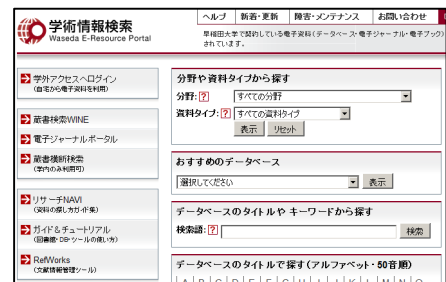 学術情報検索
Waseda E-Resource Portal
ヘルプ
新着・更新
障害・メンテナンス
お問い合わせ
早稲田大学で契約している電子資料(データベース・電子ジャーナル・電子ブック)
されています。
学外アクセスへログイン
(自宅から電子資料を利用)
蔵書検索WINE
電子ジャーナルポータル
蔵書横断検索
(学内のみ利用可)
リサーチNAVI
(資料の探し方ガイド集)
ガイド&チュートリアル
(図書館・DB・ツールの使い方)
RefWorks
(文献情報管理ツール)
分野や資料タイプから探す
分野:? すべての分野
資料タイプ:? すべての資料タイプ
表示 リセット
おすすめのデータベース
選択してください 表示
データベースのタイトルや キーワードから探す
検索語:? 検索
データベースのタイトルで探す(アルファベット・50音順)
| A | B | C | D | E | F | G | H | I | J | K | L | M | N | O